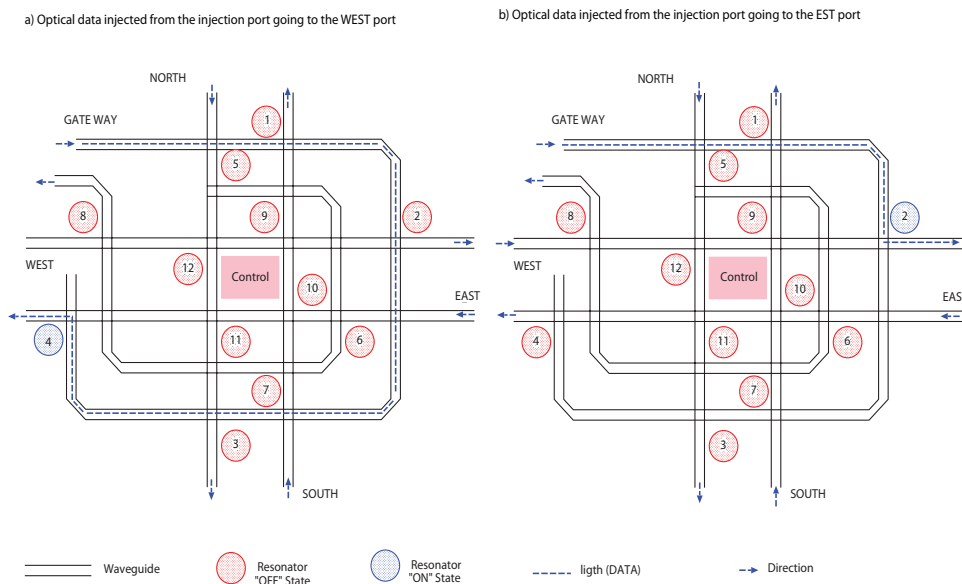 a) Optical data injected from the injection port going to the WEST port
NORTH
GATE WAY
1
5
8
9
2
WEST
12
Control
10
EAST
4
11
6
7
3
SOUTH
b) Optical data injected from the injection port going to the EST port
NORTH
GATE WAY
1
5
8
9
2
WEST
12
Control
10
EAS
4
11
6
7
3
SOUTH
Waveguide
Resonator
"OFF" State
Resonator
"ON" State
ligth (DATA)
Direction